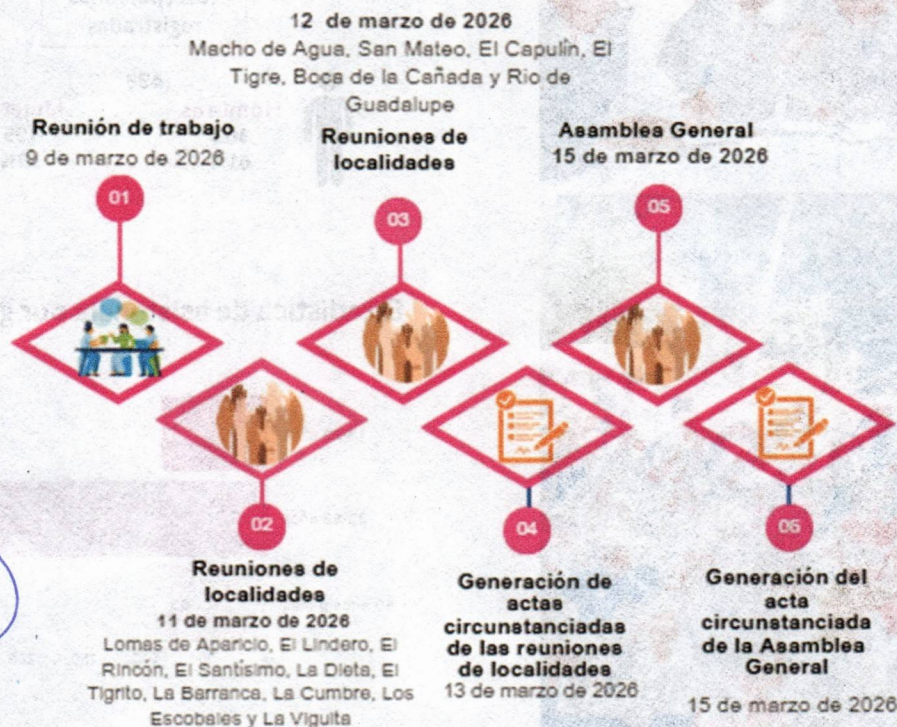 12 de marzo de 2026
Macho de Agua, San Mateo, El Capulín, El
Tigre, Boca de la Cañada y Rio de
Guadalupe
Reunión de trabajo
9 de marzo de 2026
Reuniones de
localidades
Asamblea General
15 de marzo de 2026
01
03
05
02
04
06
Reuniones de
localidades
11 de marzo de 2026
Lomas de Aparicio, El Lindero, El
Rincón, El Santísimo, La Dieta, El
Tigrito, La Barranca, La Cumbre, Los
Escobales y La Viguita
Generación de
actas
circunstanciadas
de las reuniones
de localidades
13 de marzo de 2026
Generación del
acta
circunstanciada
de la Asamblea
General
15 de marzo de 2026